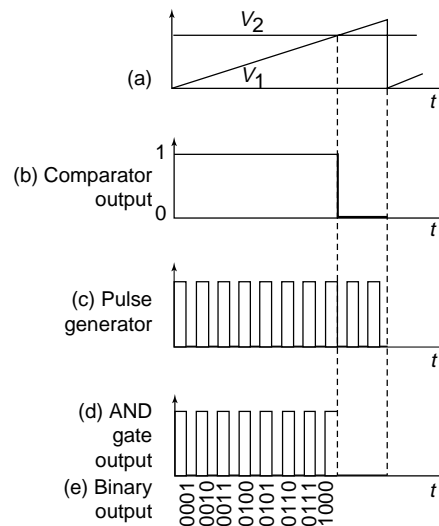 V2
(a)
V1
t
1
(b) Comparator
output
0
t
(c) Pulse
generator
t
(d) AND
gate
output
t
(e) Binary
output
0001
0010
0011
0100
0101
0110
0111
1000